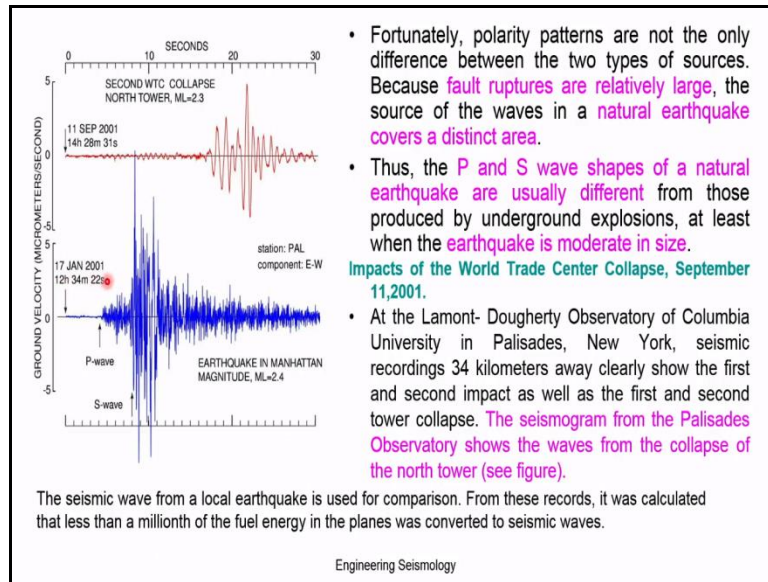 SECONDS
0 10 20 30
5
SECOND WTC COLLAPSE
NORTH TOWER, ML=2.3
11 SEP 2001
14h 28m 31s
0
-5
5
station: PAL
component: E-W
17 JAN 2001
12h 34m 22s
0
P-wave
EARTHQUAKE IN MANHATTAN
MAGNITUDE, ML=2.4
-5
S-wave
GROUND VELOCITY (MICROMETERS/SECOND)
• Fortunately, polarity patterns are not the only
difference between the two types of sources.
Because fault ruptures are relatively large, the
source of the waves in a natural earthquake
covers a distinct area.
• Thus, the P and S wave shapes of a natural
earthquake are usually different from those
produced by underground explosions, at least
when the earthquake is moderate in size.
Impacts of the World Trade Center Collapse, September
11,2001.
• At the Lamont- Dougherty Observatory of Columbia
University in Palisades, New York, seismic
recordings 34 kilometers away clearly show the first
and second impact as well as the first and second
tower collapse. The seismogram from the Palisades
Observatory shows the waves from the collapse of
the north tower (see figure).
The seismic wave from a local earthquake is used for comparison. From these records, it was calculated
that less than a millionth of the fuel energy in the planes was converted to seismic waves.
Engineering Seismology